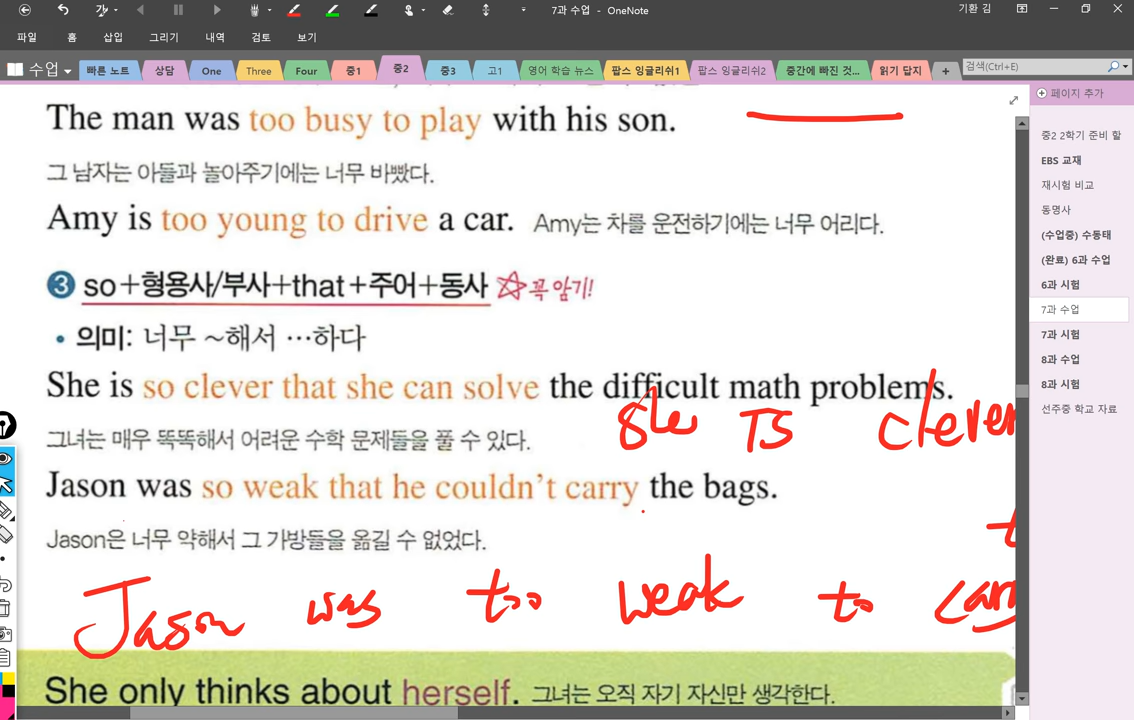 7과 수업 - OneNote
기환 김
파일 홈 삽입 그리기 내역 검토 보기
수업 빠른 노트 상담 One Three Four 중1 중2 중3 고1 영어 학습 뉴스 팝스 잉글리쉬1 팝스 잉글리쉬2 중간에 빠진 것... 읽기 답지 + 검색(Ctrl+E)
The man was too busy to play with his son.
그 남자는 아들과 놀아주기에는 너무 바빴다.
Amy is too young to drive a car. Amy는 차를 운전하기에는 너무 어리다.
3 so+형용사/부사+that+주어+동사 ☆꼭 암기!
• 의미: 너무 ~해서 …하다
She is so clever that she can solve the difficult math problems.
She IS clever
그녀는 매우 똑똑해서 어려운 수학 문제들을 풀 수 있다.
Jason was so weak that he couldn't carry the bags.
Jason은 너무 약해서 그 가방들을 옮길 수 없었다.
t
Jason was too weak to carr
She only thinks about herself. 그녀는 오직 자기 자신만 생각한다.
페이지 추가
중2 2학기 준비 할
EBS 교재
재시험 비교
동명사
(수업중) 수동태
(완료) 6과 수업
6과 시험
7과 수업
7과 시험
8과 수업
8과 시험
선주중 학교 자료